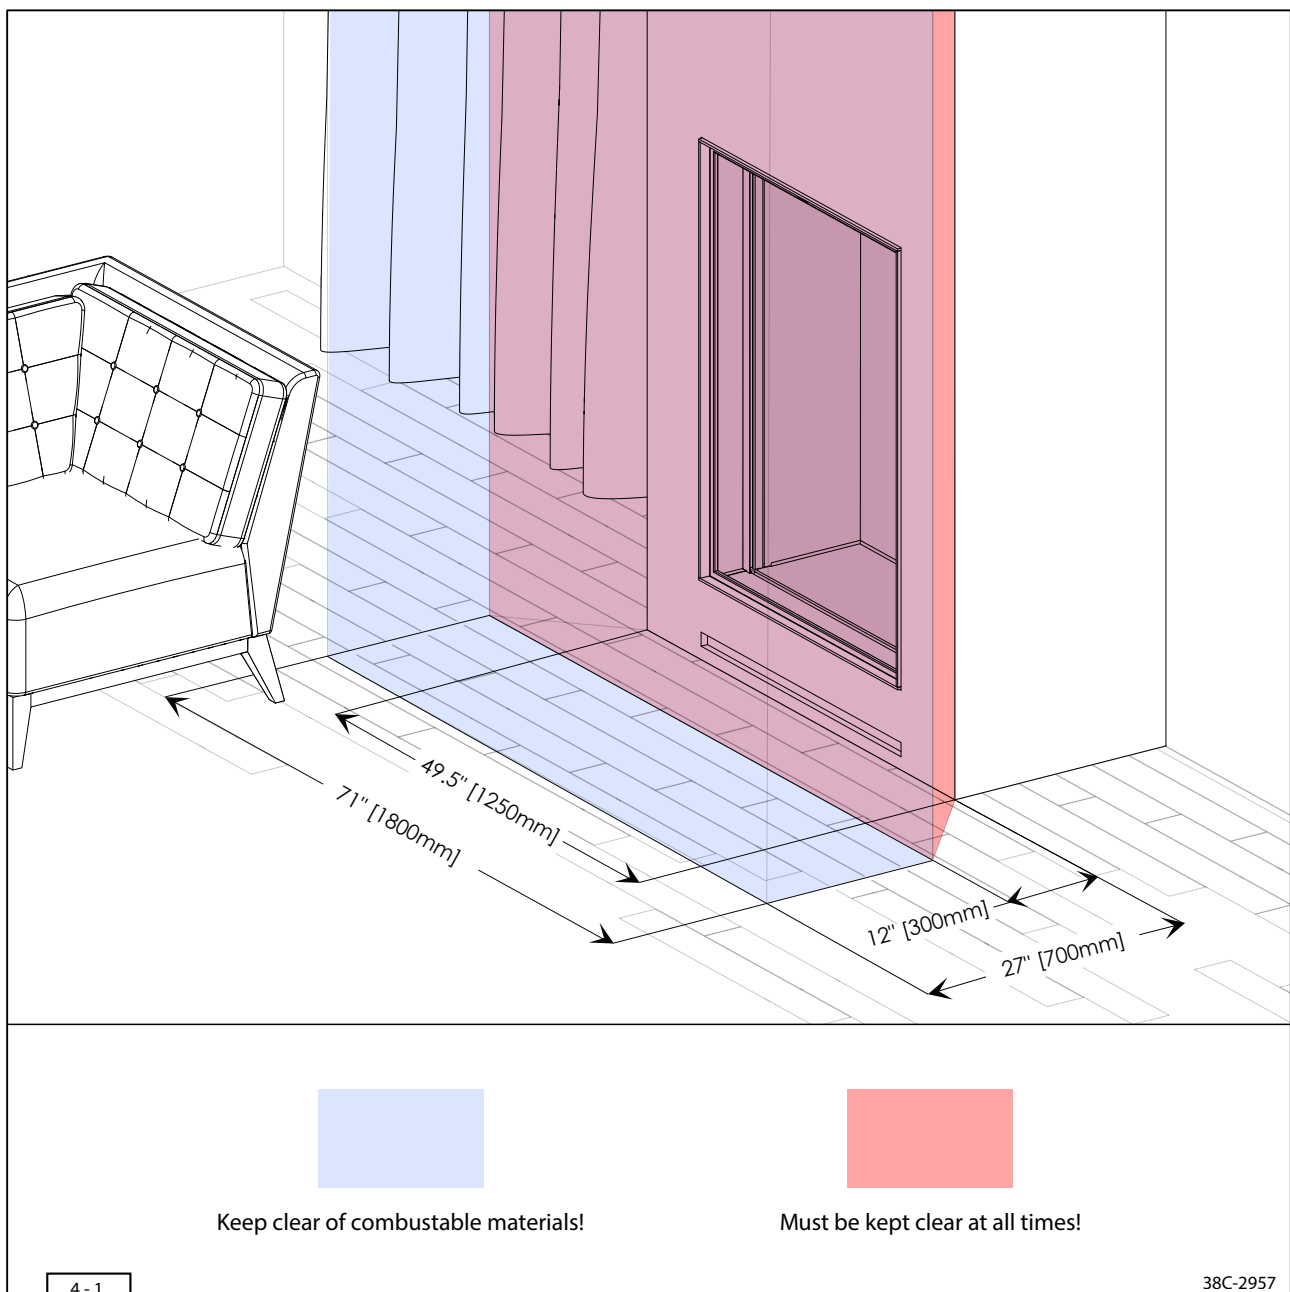 49.5" [1250mm]
71" [1800mm]
12" [300mm]
27" [700mm]
Keep clear of combustable materials!
Must be kept clear at all times!
4 - 1
38C-2957